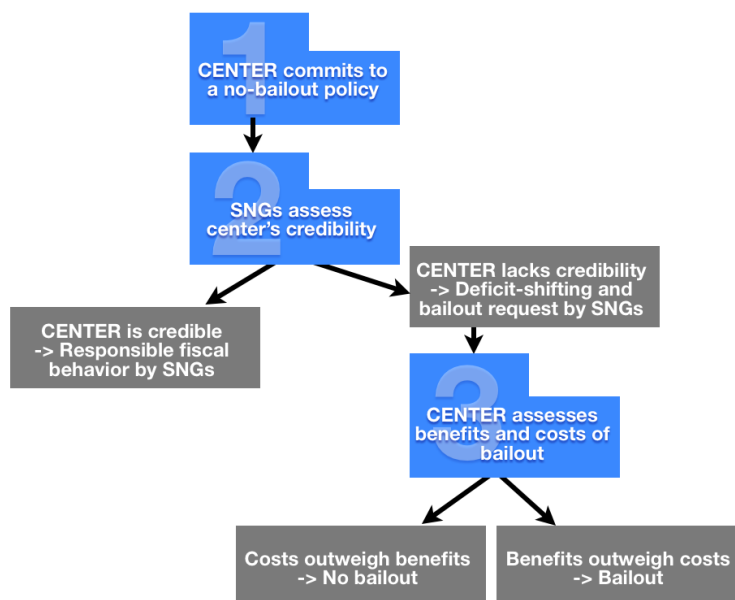 1
CENTER commits to
a no-bailout policy
2
SNGs assess
center's credibility
CENTER lacks credibility
-> Deficit-shifting and
bailout request by SNGs
CENTER is credible
-> Responsible fiscal
behavior by SNGs
3
CENTER assesses
benefits and costs of
bailout
Costs outweigh benefits
-> No bailout
Benefits outweigh costs
-> Bailout